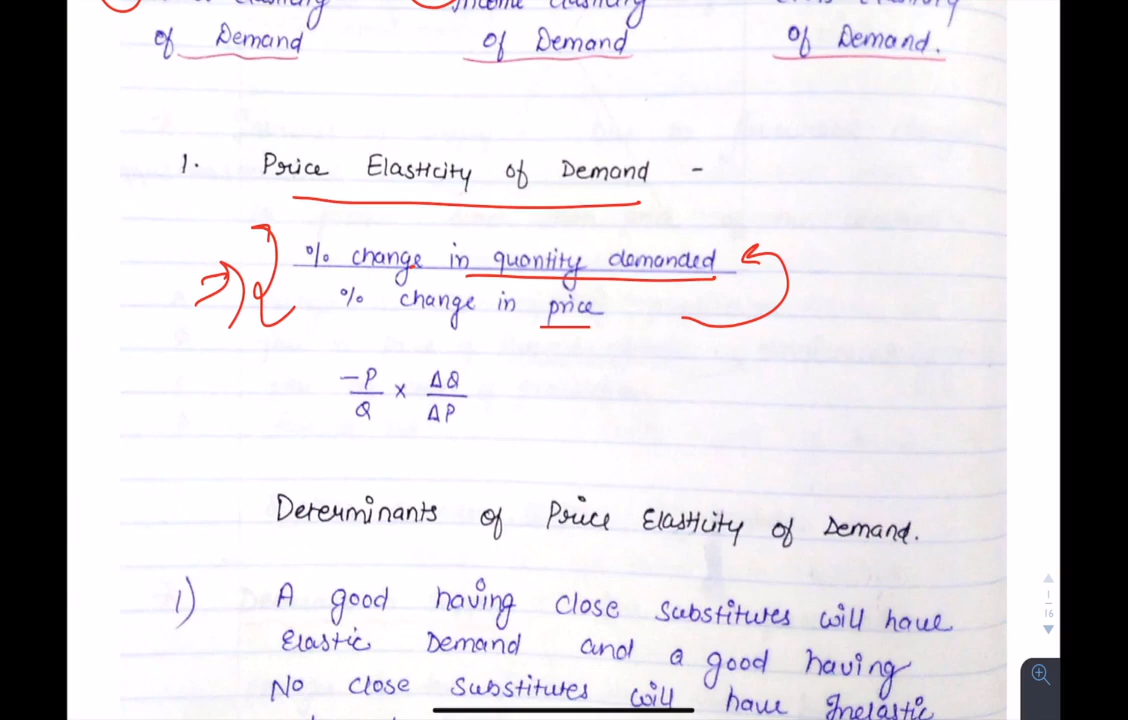 of Demand of Demand of Demand.
1. Price Elasticity of Demand -
% change in quantity demanded
% change in price
-P/Q × ΔQ/ΔP
Determinants of Price Elasticity of Demand.
1) A good having close substitutes will have
Elastic Demand and a good having
No close substitutes will have Inelastic
1
16